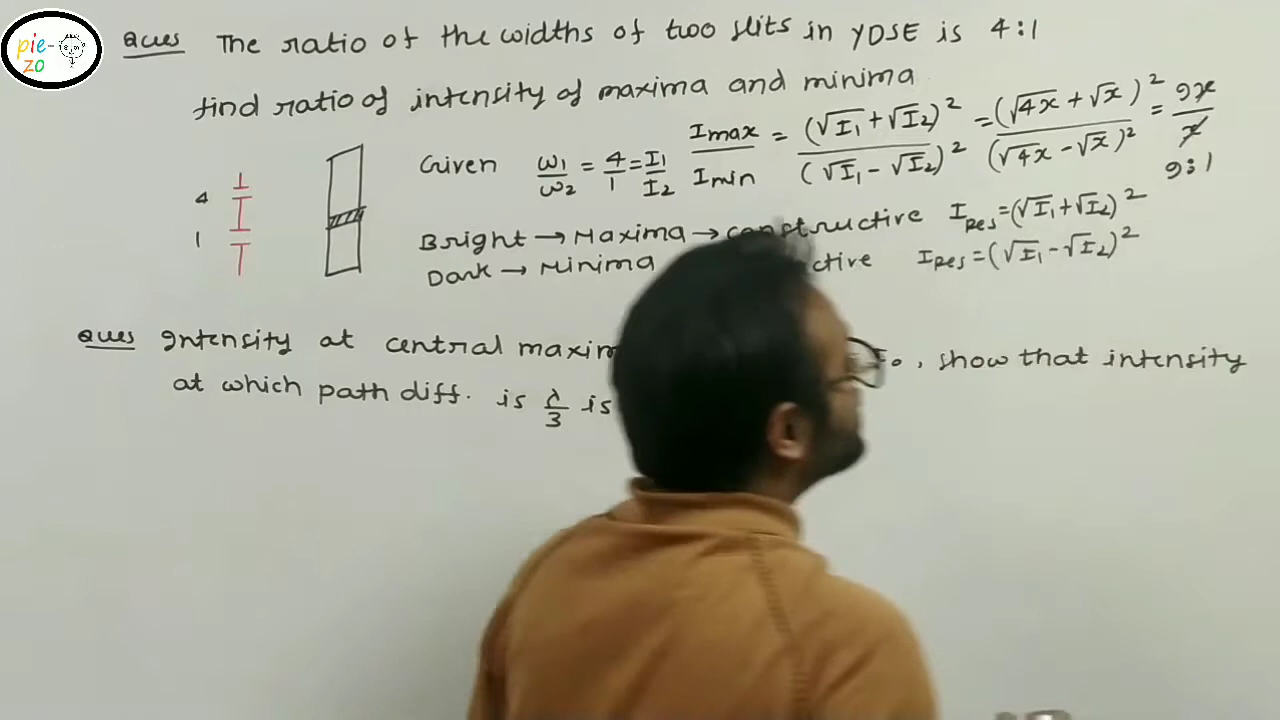 pie-
zo
Ques The ratio of the widths of two slits in YDSE is 4:1
find ratio of intensity of maxima and minima
Given ω1/ω2 = 4/1 = I1/I2
Imax/Imin = (√I1 + √I2)²/(√I1 - √I2)² = (√4x + √x)²/(√4x - √x)² = 9x/x
9:1
4
1
Bright → Maxima → constructive IRes = (√I1 + √I2)²
Dark → Minima ctive IRes = (√I1 - √I2)²
Ques Intensity at central maxim , show that intensity
at which path diff. is λ/3 is